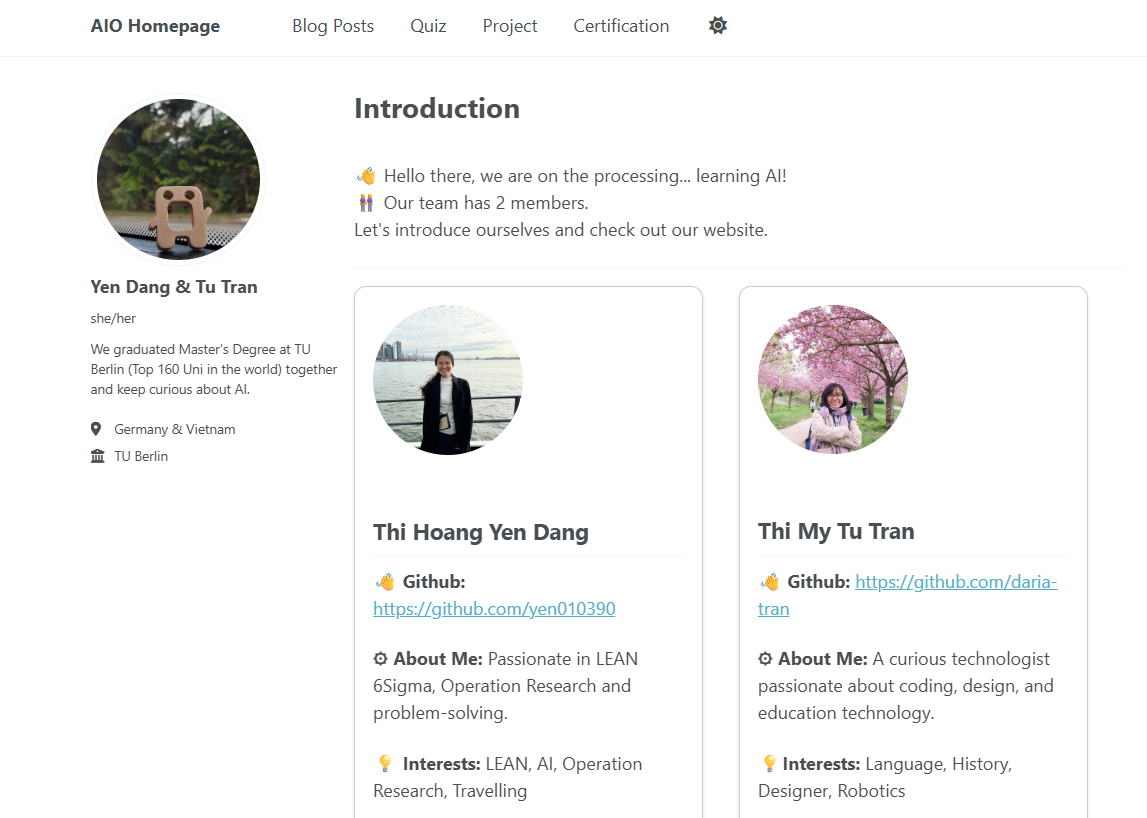 AIO Homepage
Blog Posts
Quiz
Project
Certification
Yen Dang & Tu Tran
she/her
We graduated Master's Degree at TU
Berlin (Top 160 Uni in the world) together
and keep curious about AI.
Germany & Vietnam
TU Berlin
Introduction
👋 Hello there, we are on the processing... learning AI!
👭 Our team has 2 members.
Let's introduce ourselves and check out our website.
Thi Hoang Yen Dang
👋 Github:
https://github.com/yen010390
⚙ About Me: Passionate in LEAN
6Sigma, Operation Research and
problem-solving.
💡 Interests: LEAN, AI, Operation
Research, Travelling
Thi My Tu Tran
👋 Github: https://github.com/daria-
tran
⚙ About Me: A curious technologist
passionate about coding, design, and
education technology.
💡 Interests: Language, History,
Designer, Robotics